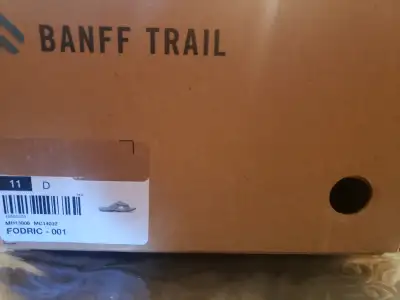 BANFF TRAIL
11 D
FODRIC - 001